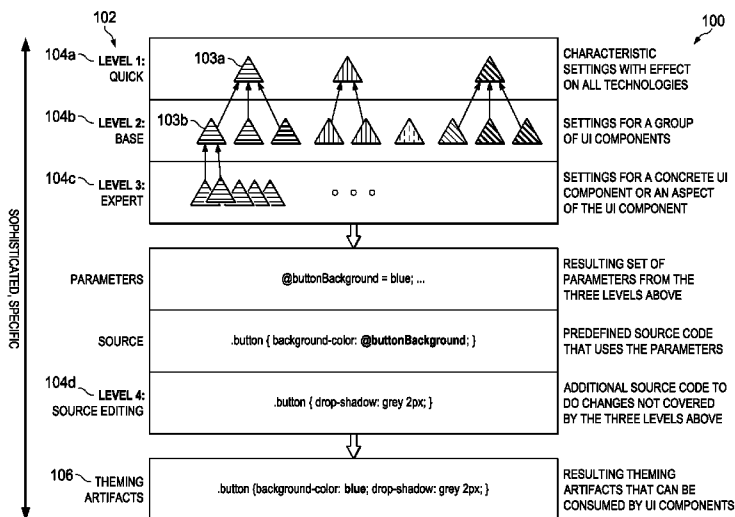 102
100
104a
LEVEL 1:
QUICK
103a
CHARACTERISTIC
SETTINGS WITH EFFECT
ON ALL TECHNOLOGIES
104b
LEVEL 2:
BASE
103b
SETTINGS FOR A GROUP
OF UI COMPONENTS
104c
LEVEL 3:
EXPERT
SETTINGS FOR A CONCRETE UI
COMPONENT OR AN ASPECT
OF THE UI COMPONENT
SOPHISTICATED, SPECIFIC
PARAMETERS
@buttonBackground = blue; ...
RESULTING SET OF
PARAMETERS FROM THE
THREE LEVELS ABOVE
SOURCE
.button { background-color: @buttonBackground; }
PREDEFINED SOURCE CODE
THAT USES THE PARAMETERS
104d
LEVEL 4:
SOURCE EDITING
.button { drop-shadow: grey 2px; }
ADDITIONAL SOURCE CODE TO
DO CHANGES NOT COVERED
BY THE THREE LEVELS ABOVE
106
THEMING
ARTIFACTS
.button {background-color: blue; drop-shadow: grey 2px; }
RESULTING THEMING
ARTIFACTS THAT CAN BE
CONSUMED BY UI COMPONENTS